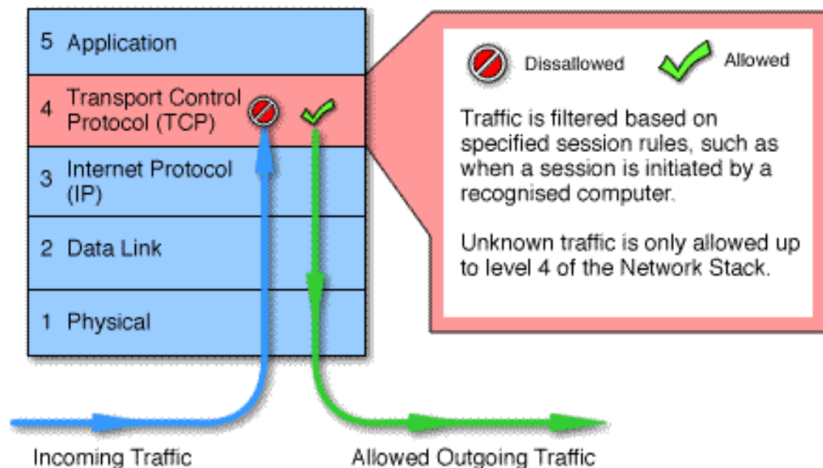 5 Application
4 Transport Control
Protocol (TCP)
3 Internet Protocol
(IP)
2 Data Link
1 Physical
Incoming Traffic
Allowed Outgoing Traffic
Dissallowed
Allowed
Traffic is filtered based on
specified session rules, such as
when a session is initiated by a
recognised computer.
Unknown traffic is only allowed up
to level 4 of the Network Stack.